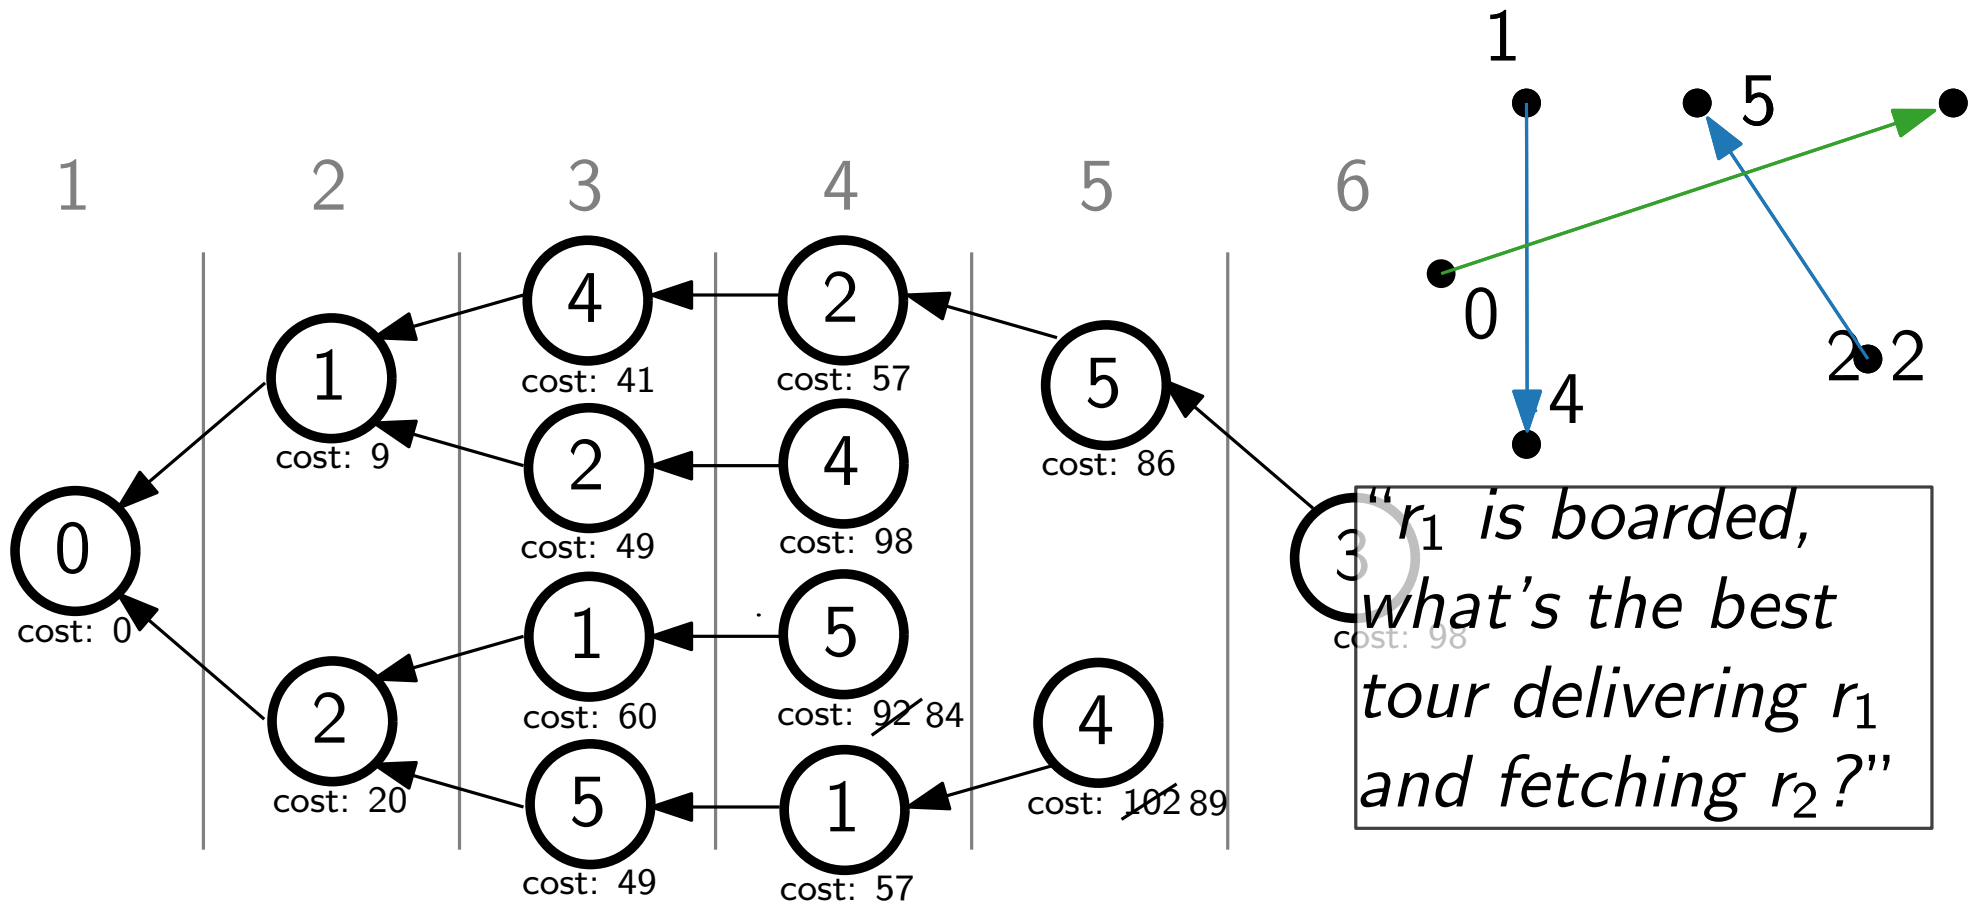 1
2
3
4
5
6
0
cost: 0
1
cost: 9
2
cost: 20
4
cost: 41
2
cost: 49
1
cost: 60
5
cost: 49
2
cost: 57
4
cost: 98
5
cost: 92 84
1
cost: 57
5
cost: 86
4
cost: 102 89
3
cost: 98
1
5
0
2 2
4
“r₁ is boarded,
what’s the best
tour delivering r₁
and fetching r₂?”